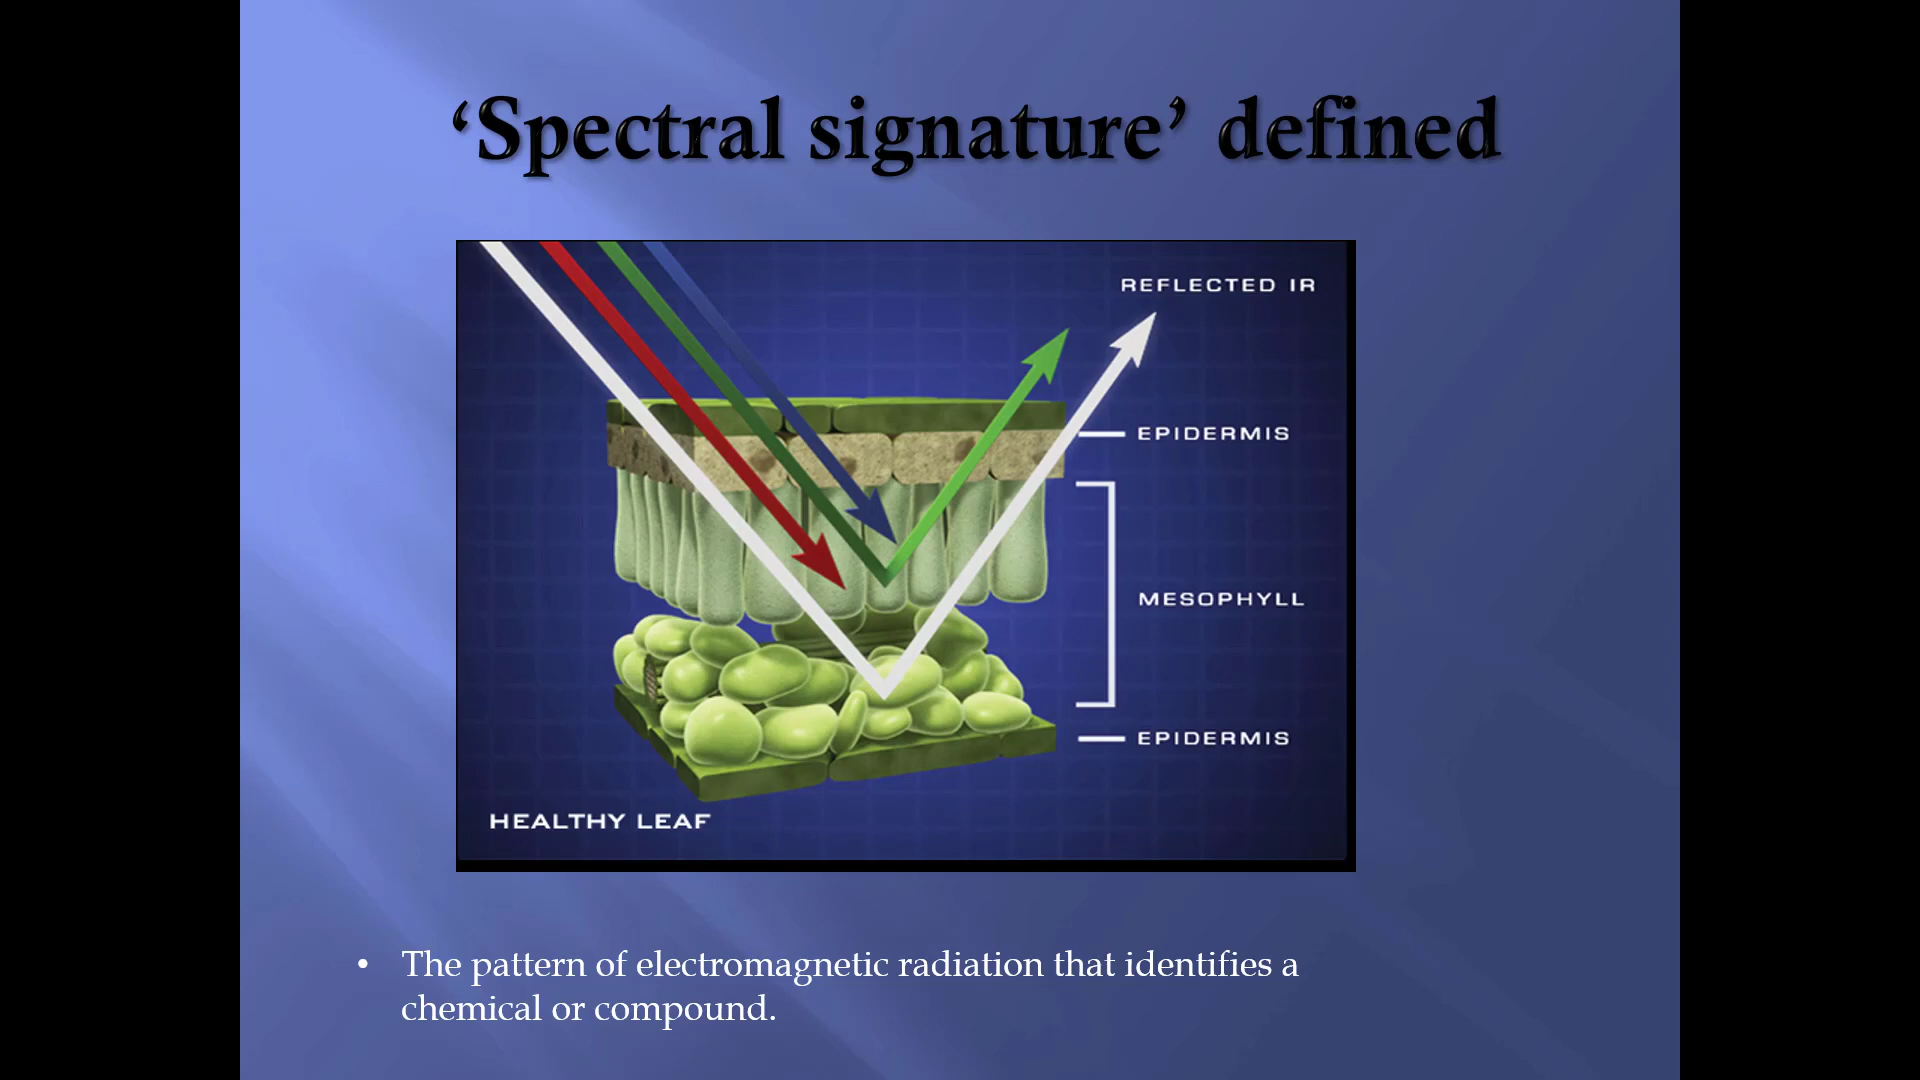 ‘Spectral signature’ defined
REFLECTED IR
EPIDERMIS
MESOPHYLL
EPIDERMIS
HEALTHY LEAF
• The pattern of electromagnetic radiation that identifies a
chemical or compound.